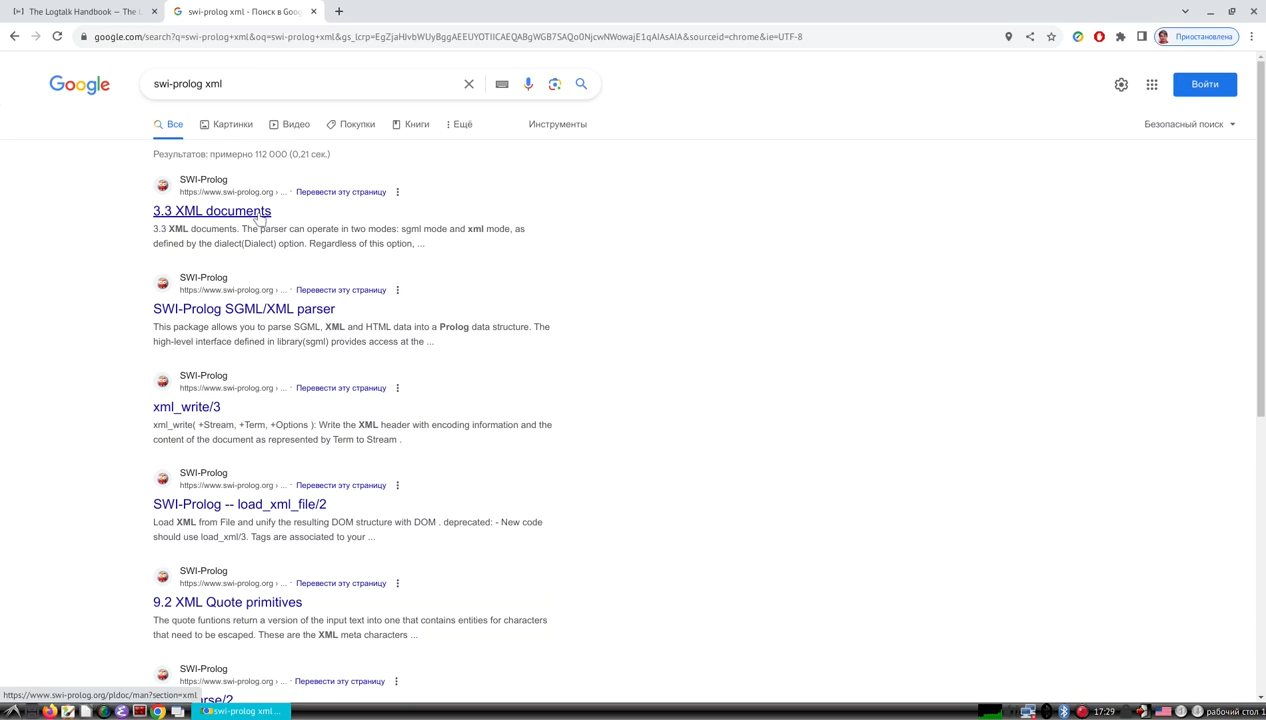 The Logtalk Handbook — The L
swi-prolog xml - Поиск в Goog
google.com/search?q=swi-prolog+xml&oq=swi-prolog+xml&gs_lcrp=EgZjaHJvbWUyBggAEEUYOTIICAEQABgWGB7SAQo0NjcwNWowajE1qAIAsAIA&sourceid=chrome&ie=UTF-8
Приостановлена
Google
swi-prolog xml
Войти
Все
Картинки
Видео
Покупки
Книги
Ещё
Инструменты
Безопасный поиск
Результатов: примерно 112 000 (0,21 сек.)
SWI-Prolog
https://www.swi-prolog.org › ... · Перевести эту страницу
3.3 XML documents
3.3 XML documents. The parser can operate in two modes: sgml mode and xml mode, as
defined by the dialect(Dialect) option. Regardless of this option, ...
SWI-Prolog
https://www.swi-prolog.org › ... · Перевести эту страницу
SWI-Prolog SGML/XML parser
This package allows you to parse SGML, XML and HTML data into a Prolog data structure. The
high-level interface defined in library(sgml) provides access at the ...
SWI-Prolog
https://www.swi-prolog.org › ... · Перевести эту страницу
xml_write/3
xml_write( +Stream, +Term, +Options ): Write the XML header with encoding information and the
content of the document as represented by Term to Stream .
SWI-Prolog
https://www.swi-prolog.org › ... · Перевести эту страницу
SWI-Prolog -- load_xml_file/2
Load XML from File and unify the resulting DOM structure with DOM . deprecated: - New code
should use load_xml/3. Tags are associated to your ...
SWI-Prolog
https://www.swi-prolog.org › ... · Перевести эту страницу
9.2 XML Quote primitives
The quote funtions return a version of the input text into one that contains entities for characters
that need to be escaped. These are the XML meta characters ...
SWI-Prolog
https://www.swi-prolog.org › ... · Перевести эту страницу
https://www.swi-prolog.org/pldoc/man?section=xml
swi-prolog xml ...
17:29
рабочий стол 1